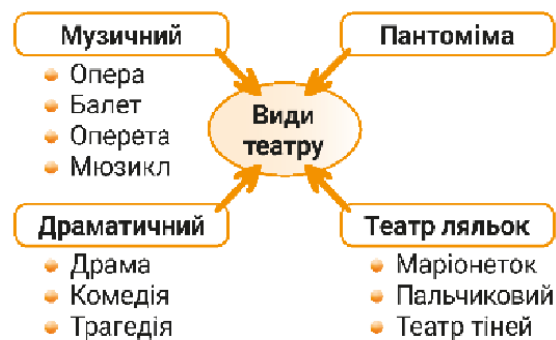 Музичний
Опера
Балет
Оперета
Мюзикл
Пантоміма
Види
театру
Драматичний
Драма
Комедія
Трагедія
Театр ляльок
Маріонеток
Пальчиковий
Театр тіней